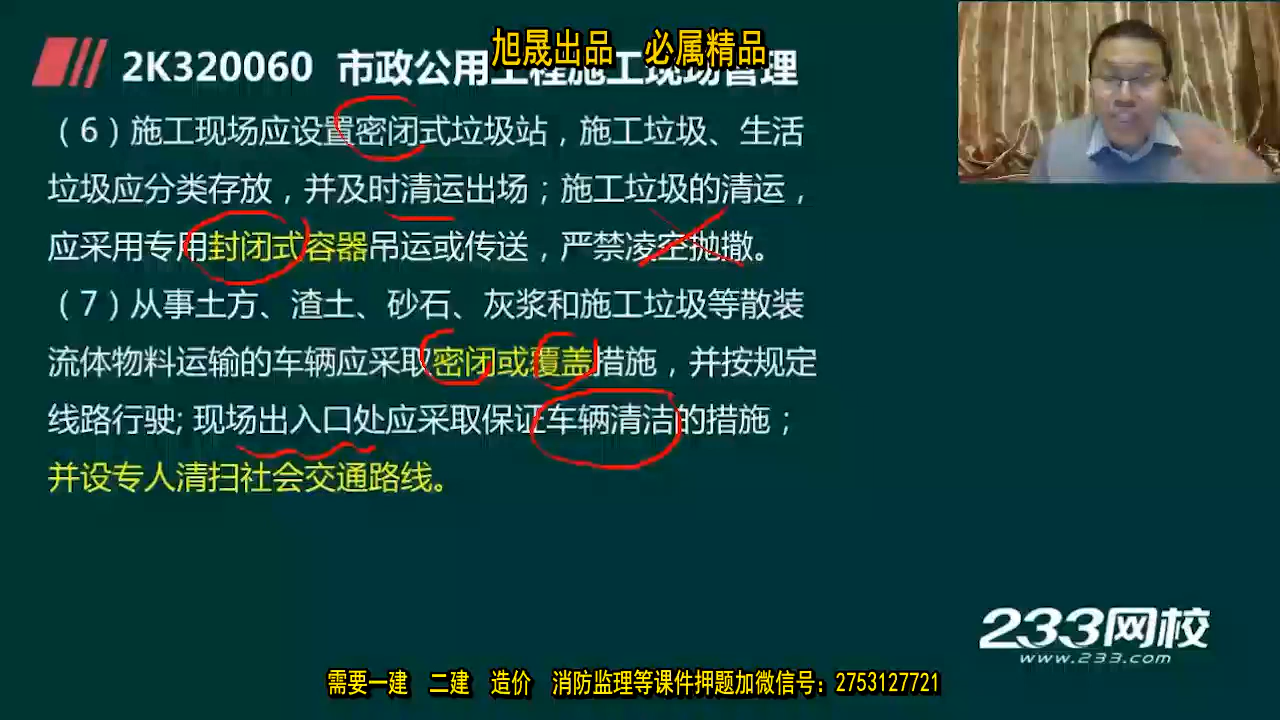 旭晟出品 必属精品
2K320060 市政公用工程施工现场管理
（6）施工现场应设置密闭式垃圾站，施工垃圾、生活
垃圾应分类存放，并及时清运出场；施工垃圾的清运，
应采用专用封闭式容器吊运或传送，严禁凌空抛撒。
（7）从事土方、渣土、砂石、灰浆和施工垃圾等散装
流体物料运输的车辆应采取密闭或覆盖措施，并按规定
线路行驶; 现场出入口处应采取保证车辆清洁的措施；
并设专人清扫社会交通路线。
233网校
www.233.com
需要一建 二建 造价 消防监理等课件押题加微信号：2753127721